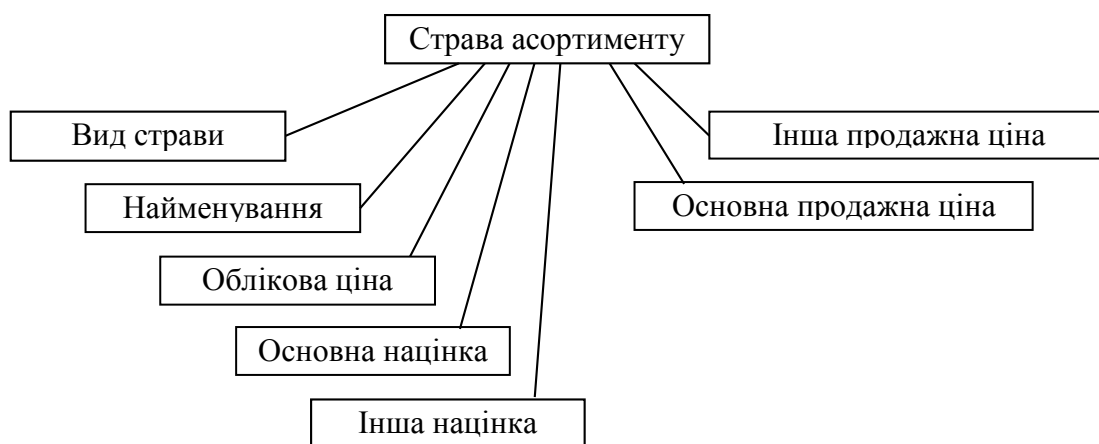 Страва асортименту
Вид страви
Інша продажна ціна
Найменування
Основна продажна ціна
Облікова ціна
Основна націнка
Інша націнка